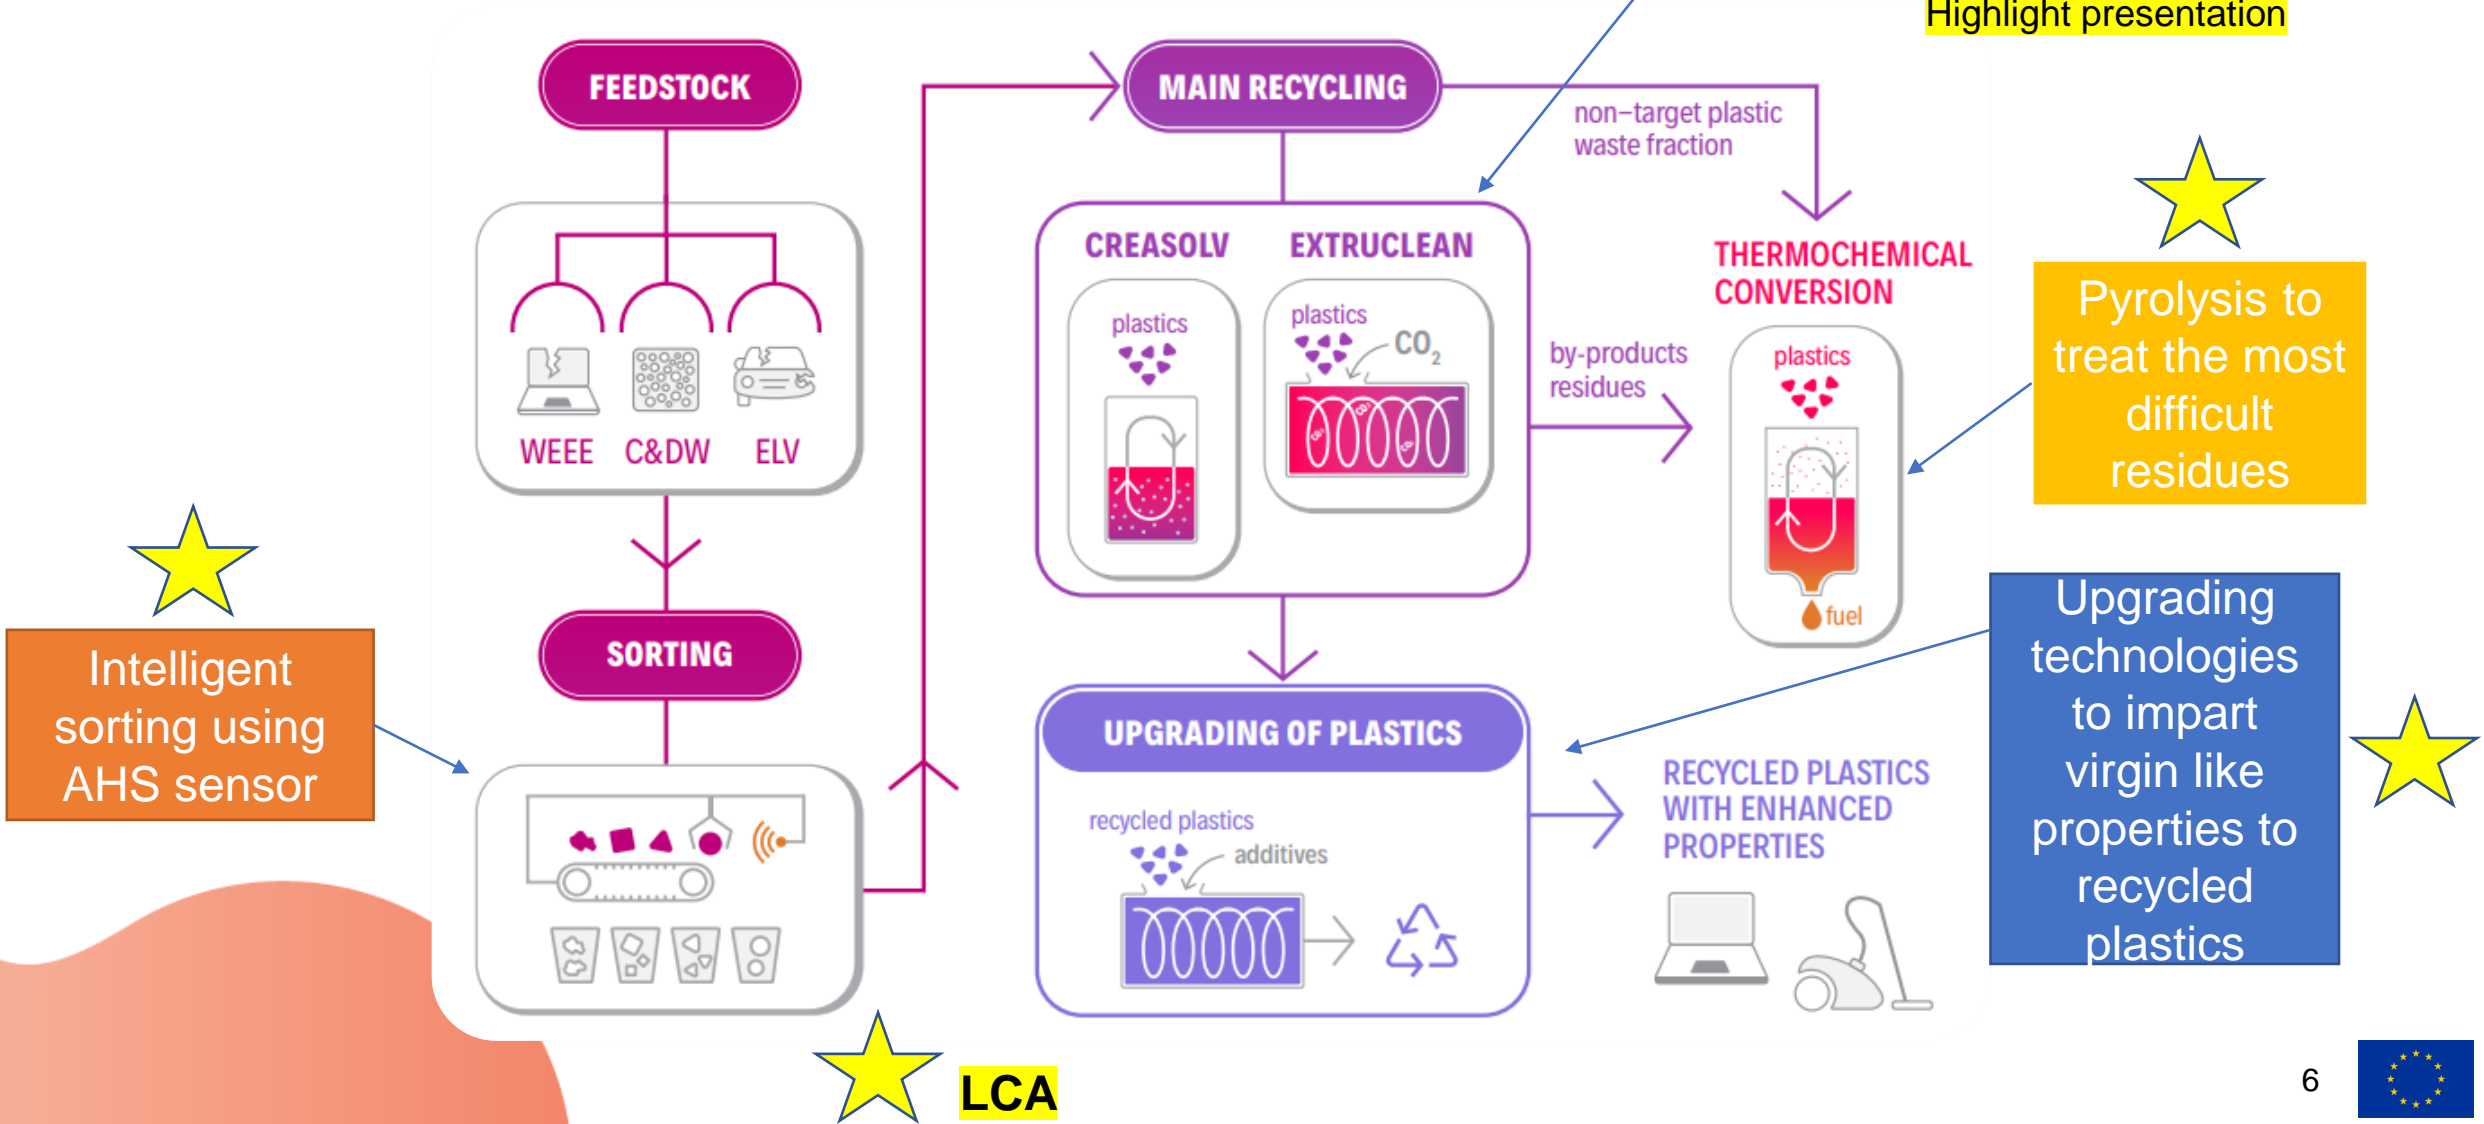 Highlight presentation
FEEDSTOCK
WEEE
C&DW
ELV
SORTING
Intelligent
sorting using
AHS sensor
MAIN RECYCLING
non-target plastic
waste fraction
CREASOLV
plastics
EXTRUCLEAN
plastics
CO2
CO2
CO2
CO2
by-products
residues
THERMOCHEMICAL
CONVERSION
plastics
fuel
Pyrolysis to
treat the most
difficult
residues
UPGRADING OF PLASTICS
recycled plastics
additives
RECYCLED PLASTICS
WITH ENHANCED
PROPERTIES
Upgrading
technologies
to impart
virgin like
properties to
recycled
plastics
LCA
6